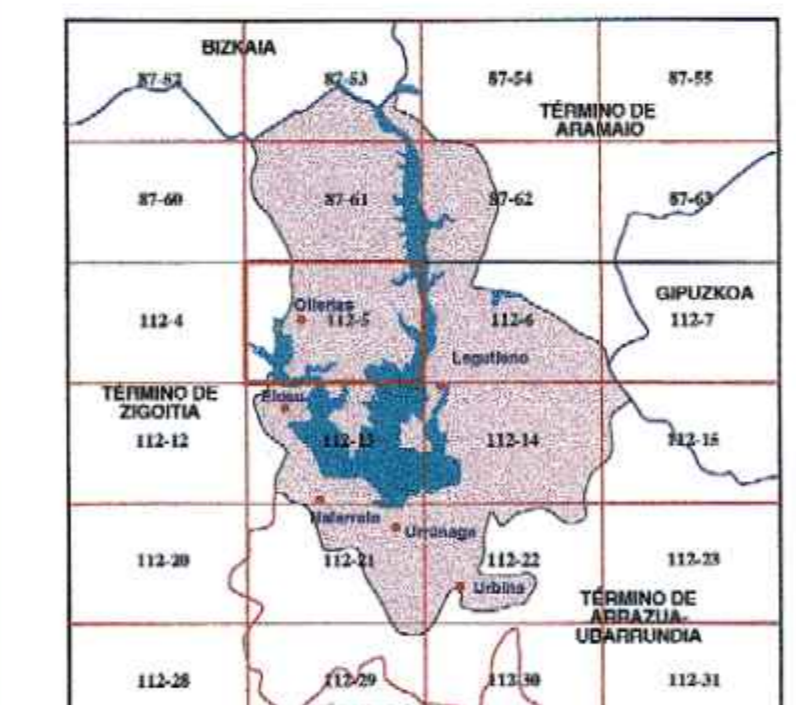 BIZKAIA
87-52
87-53
87-54
87-55
TÉRMINO DE
ARAMAIO
87-60
87-61
87-62
87-63
GIPUZKOA
Ollerias
112-4
112-5
112-6
112-7
Legutiano
TÉRMINO DE
ZIGOITIA
Elosu
112-12
112-13
112-14
112-15
Urrunaga
112-20
112-21
112-22
112-23
Urbina
TÉRMINO DE
ARRAZUA-
UBARRUNDIA
112-28
112-29
112-30
112-31